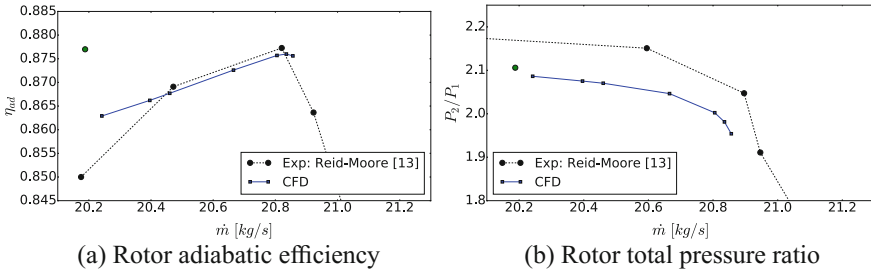 0.885
0.880
0.875
0.870
0.865
0.860
0.855
0.850
0.845
η_ad
20.2 20.4 20.6 20.8 21.0 21.2
ṁ [kg/s]
Exp: Reid-Moore [13]
CFD
(a) Rotor adiabatic efficiency
2.2
2.1
2.0
1.9
1.8
P₂/P₁
20.2 20.4 20.6 20.8 21.0 21.2
ṁ [kg/s]
Exp: Reid-Moore [13]
CFD
(b) Rotor total pressure ratio